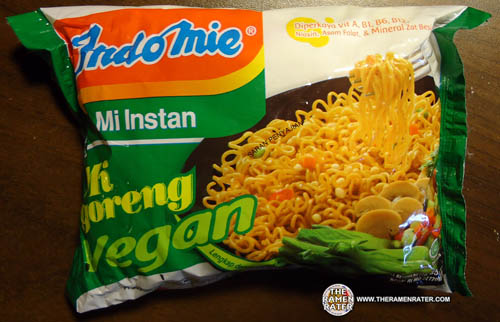 Indomie®
Diperkaya vit A, B1, B6, B12,
Niasin, Asam Folat, & Mineral Zat Besi
Mi Instan
Mi
goreng
Vegan
Lengkap
THE
RAMEN
RATER
WWW.THERAMENRATER.COM